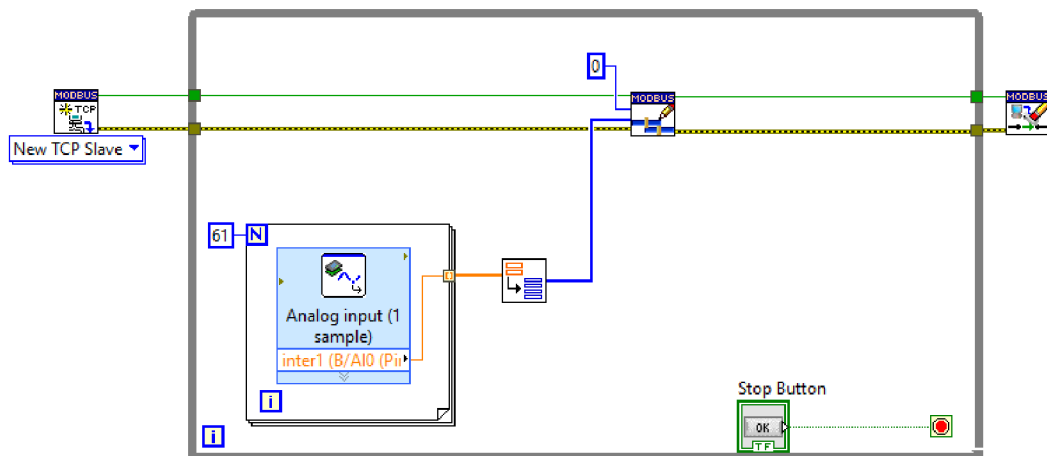 0
MODBUS
MODBUS
MODBUS
TCP
New TCP Slave
61
N
Analog input (1
sample)
inter1 (B/AI0 (Pi
i
i
Stop Button
OK
TF